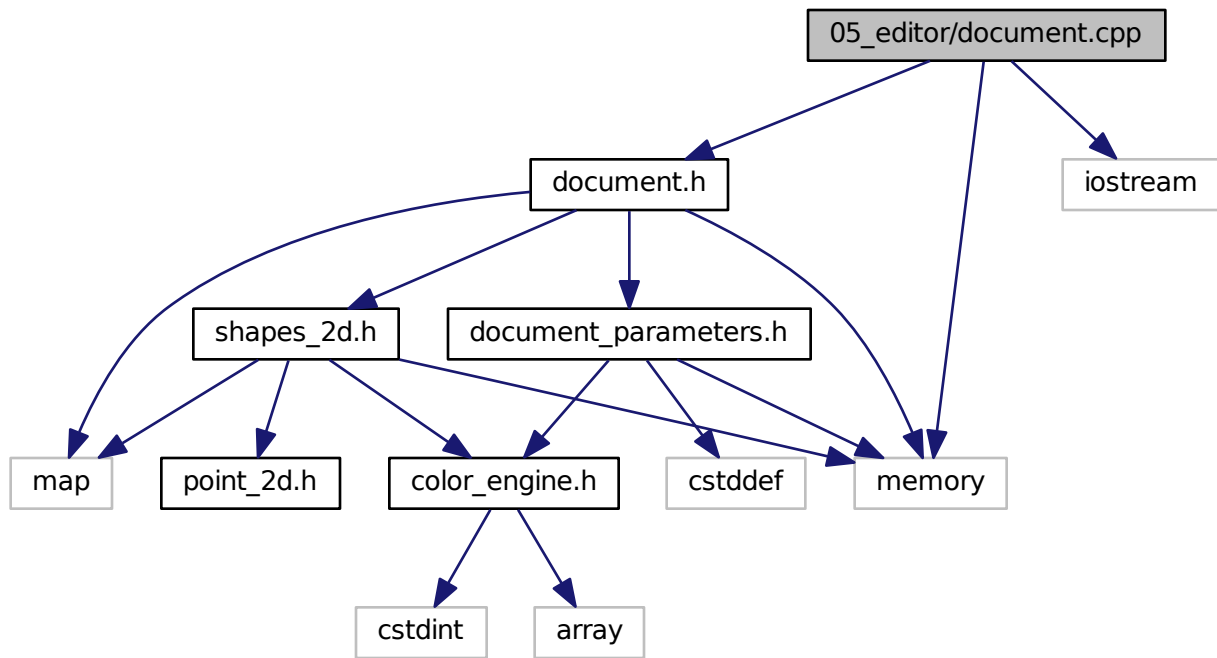 05_editor/document.cpp
document.h
iostream
shapes_2d.h
document_parameters.h
map
point_2d.h
color_engine.h
cstddef
memory
cstdint
array